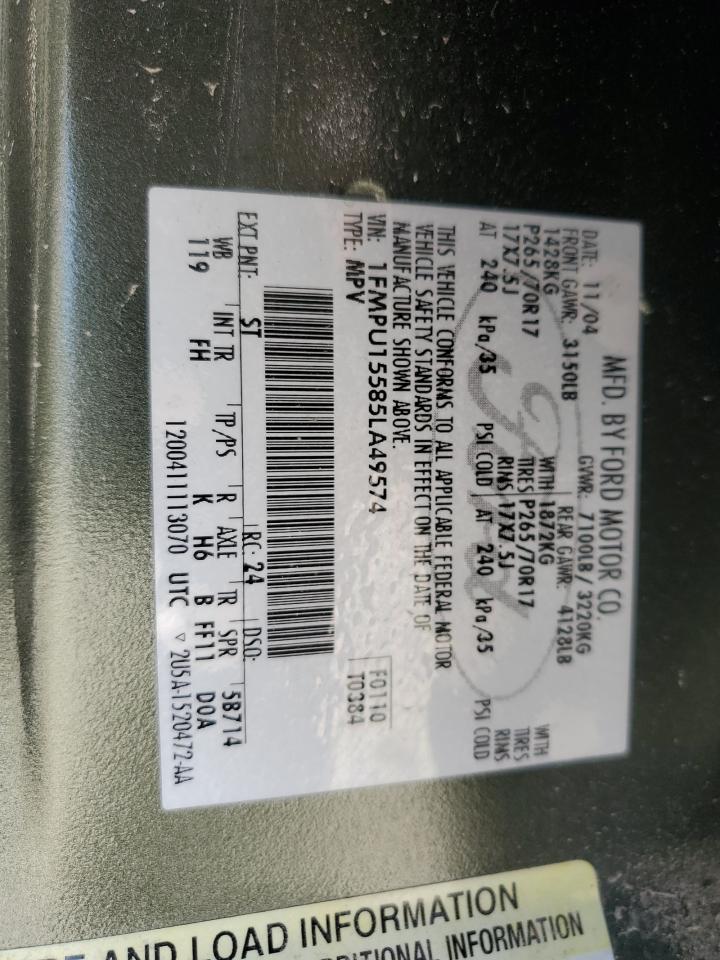 MFD. BY FORD MOTOR CO.
DATE: 11/04 GVWR: 7100LB/ 3220KG
FRONT GAWR: 3150LB REAR GAWR: 4128LB
1428KG WITH 1872KG WITH
P265/70R17 TIRES P265/70R17 TIRES
17X7.5J RIMS 17X7.5J RIMS
AT 240 kPa/35 PSI COLD AT 240 kPa/35 PSI COLD
THIS VEHICLE CONFORMS TO ALL APPLICABLE FEDERAL MOTOR
VEHICLE SAFETY STANDARDS IN EFFECT ON THE DATE OF
MANUFACTURE SHOWN ABOVE.
VIN: 1FMPU15585LA49574 F0110
TYPE: MPV T0384
EXT PNT: ST RC: 24 DSO: 5B714
WB INT TR TP/PS R AXLE TR SPR
119 FH K H6 B FF11 D0A
1200411113070 UTC ▽ 2U5A-1520472-AA
AND LOAD INFORMATION
INFORMATION